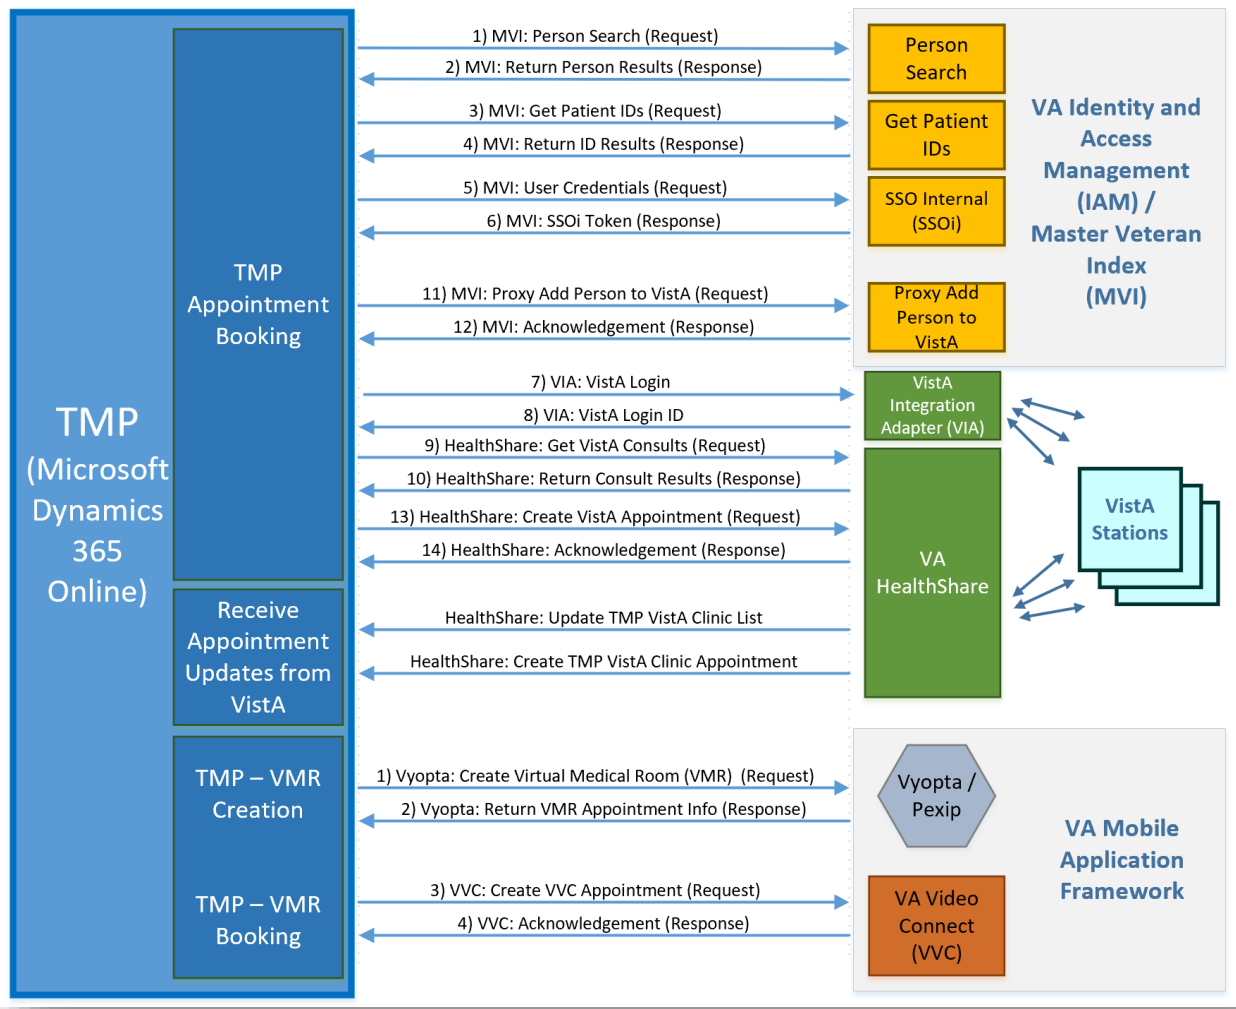 TMP
(Microsoft
Dynamics
365
Online)
TMP
Appointment
Booking
Receive
Appointment
Updates from
VistA
TMP – VMR
Creation
TMP – VMR
Booking
1) MVI: Person Search (Request)
2) MVI: Return Person Results (Response)
3) MVI: Get Patient IDs (Request)
4) MVI: Return ID Results (Response)
5) MVI: User Credentials (Request)
6) MVI: SSOi Token (Response)
11) MVI: Proxy Add Person to VistA (Request)
12) MVI: Acknowledgement (Response)
7) VIA: VistA Login
8) VIA: VistA Login ID
9) HealthShare: Get VistA Consults (Request)
10) HealthShare: Return Consult Results (Response)
13) HealthShare: Create VistA Appointment (Request)
14) HealthShare: Acknowledgement (Response)
HealthShare: Update TMP VistA Clinic List
HealthShare: Create TMP VistA Clinic Appointment
1) Vyopta: Create Virtual Medical Room (VMR) (Request)
2) Vyopta: Return VMR Appointment Info (Response)
3) VVC: Create VVC Appointment (Request)
4) VVC: Acknowledgement (Response)
Person
Search
Get Patient
IDs
SSO Internal
(SSOi)
Proxy Add
Person to
VistA
VA Identity and
Access
Management
(IAM) /
Master Veteran
Index
(MVI)
VistA
Integration
Adapter (VIA)
VA
HealthShare
VistA
Stations
Vyopta /
Pexip
VA Video
Connect
(VVC)
VA Mobile
Application
Framework